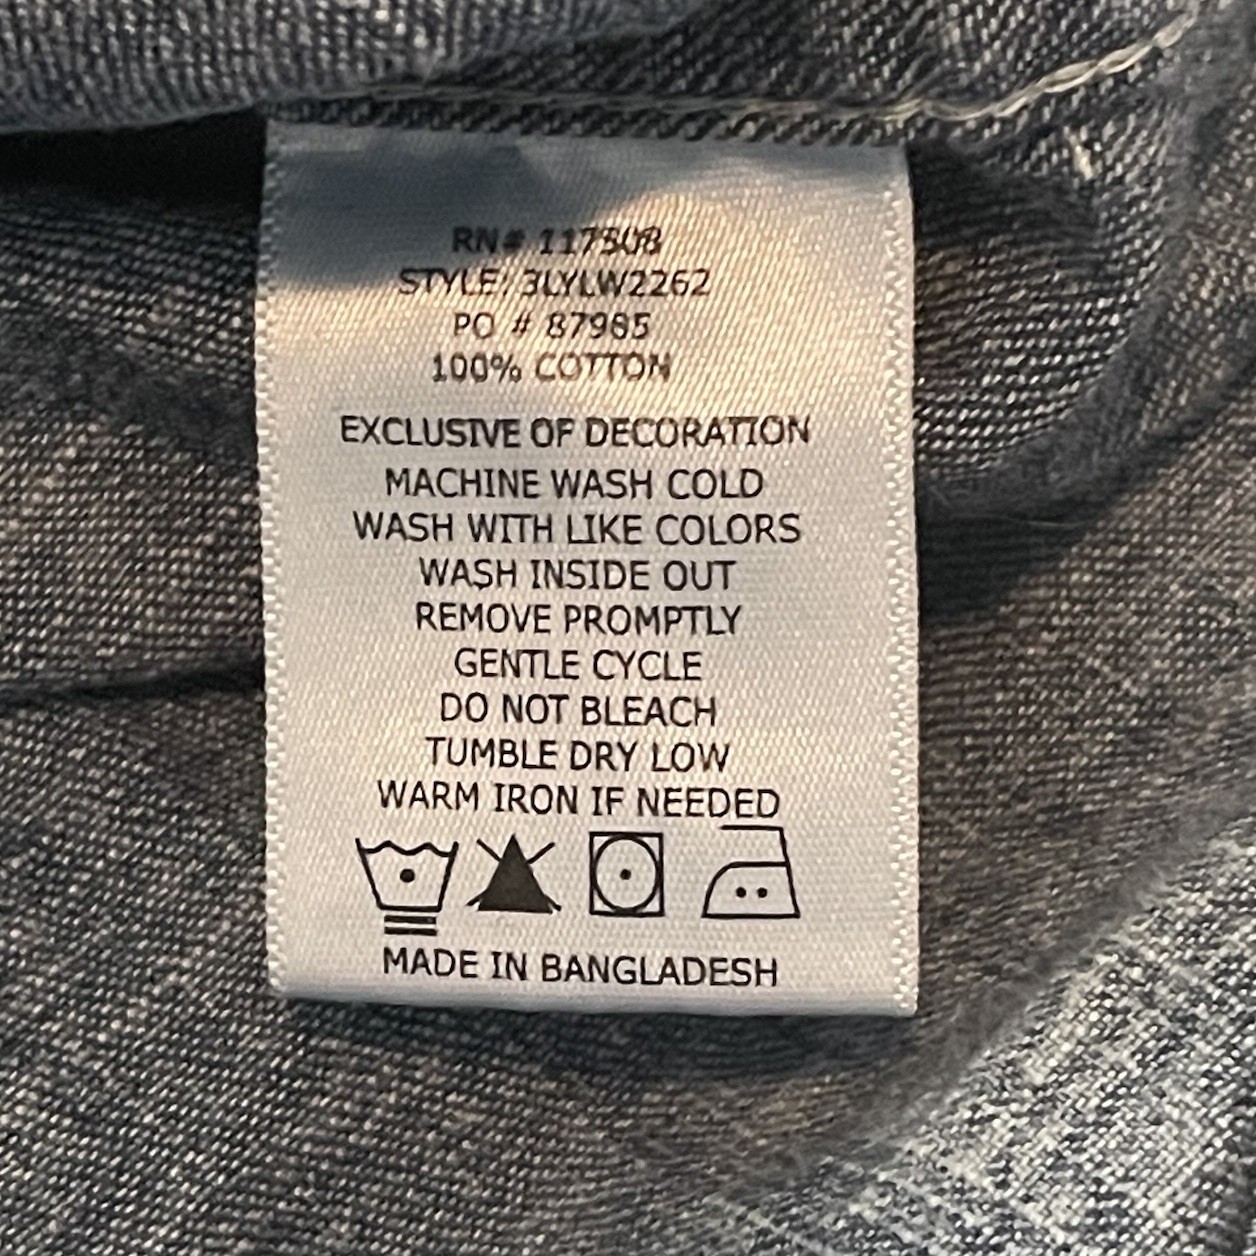 RN# 117508
STYLE: 3LYLW2262
PO # 87985
100% COTTON
EXCLUSIVE OF DECORATION
MACHINE WASH COLD
WASH WITH LIKE COLORS
WASH INSIDE OUT
REMOVE PROMPTLY
GENTLE CYCLE
DO NOT BLEACH
TUMBLE DRY LOW
WARM IRON IF NEEDED
MADE IN BANGLADESH